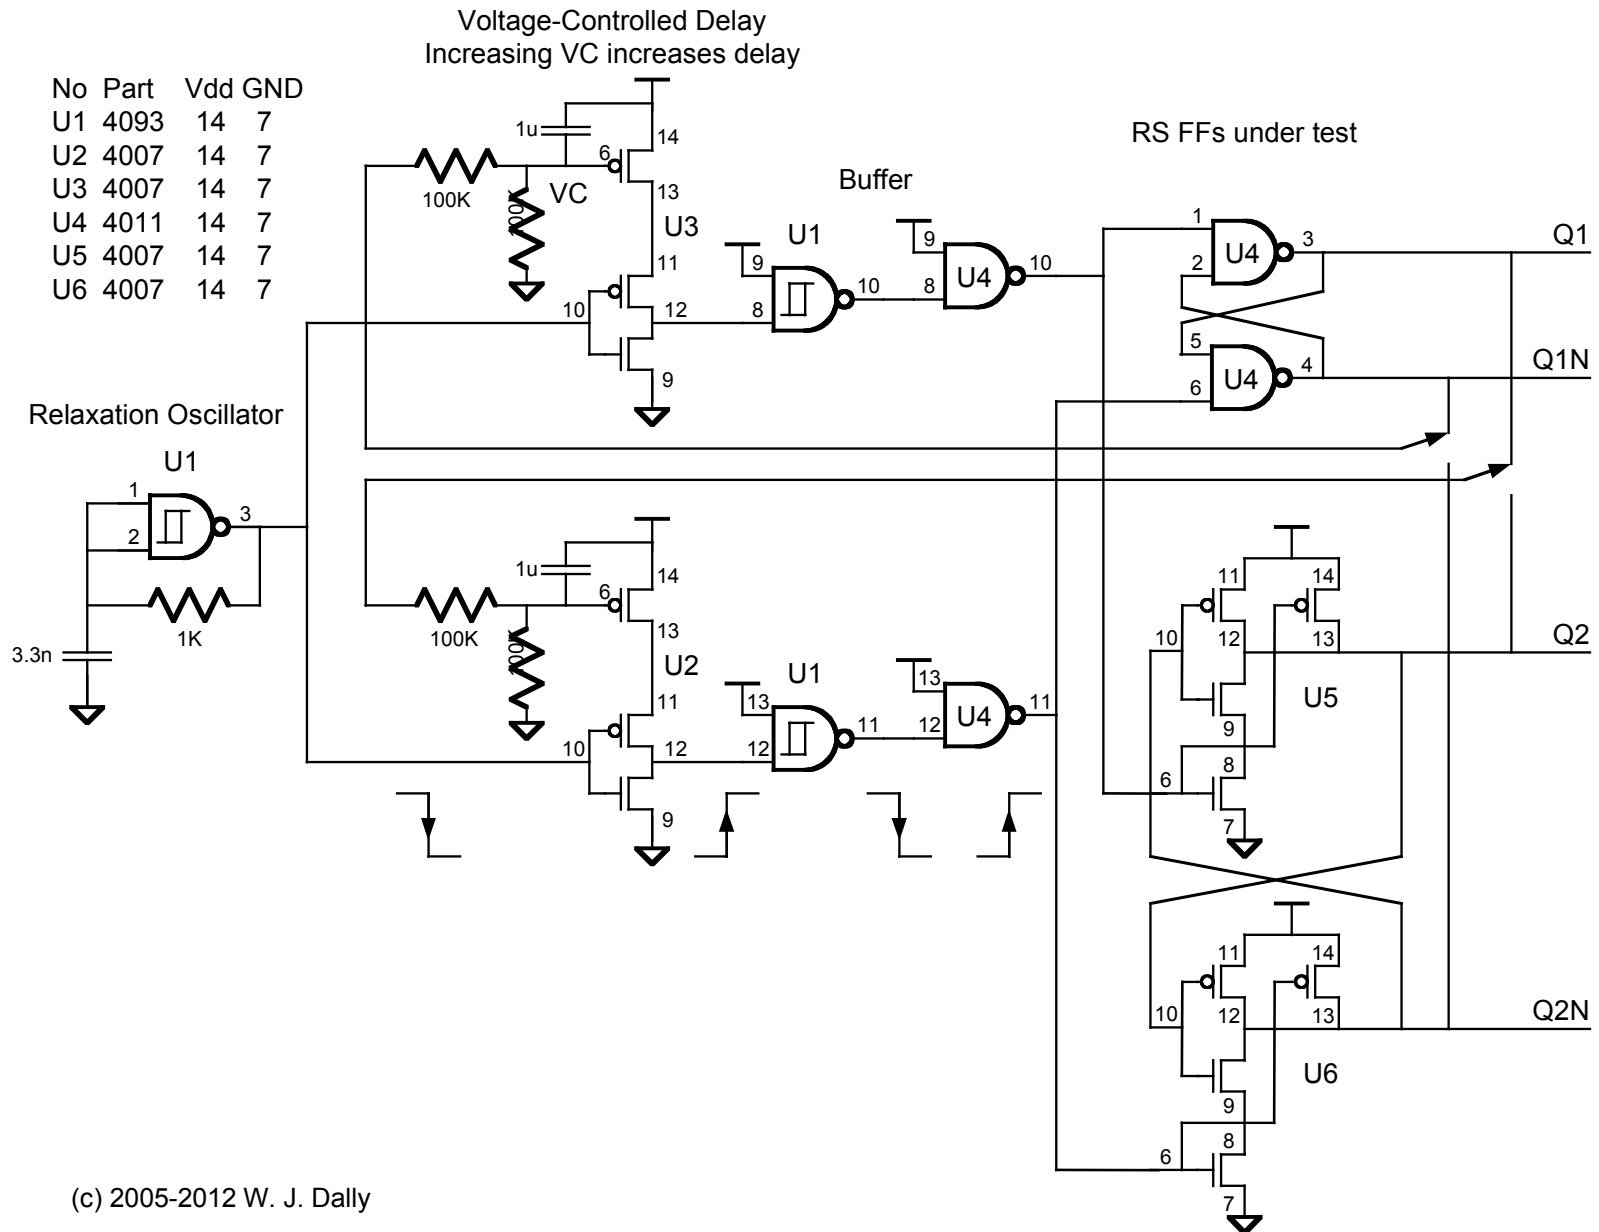 Voltage-Controlled Delay
Increasing VC increases delay
No Part Vdd GND
U1 4093 14 7
U2 4007 14 7
U3 4007 14 7
U4 4011 14 7
U5 4007 14 7
U6 4007 14 7
1u
14
6
13
100K
VC
U3
11
10
12
9
Buffer
U1
9
8
10
9
8
U4
10
RS FFs under test
1
2
U4
3
Q1
5
6
U4
4
Q1N
Relaxation Oscillator
U1
1
2
3
1K
3.3n
1u
14
6
13
100K
U2
11
10
12
9
U1
13
12
11
13
12
U4
11
11
14
10
12
13
Q2
U5
9
8
6
7
11
14
10
12
13
Q2N
U6
9
8
6
7
(c) 2005-2012 W. J. Dally